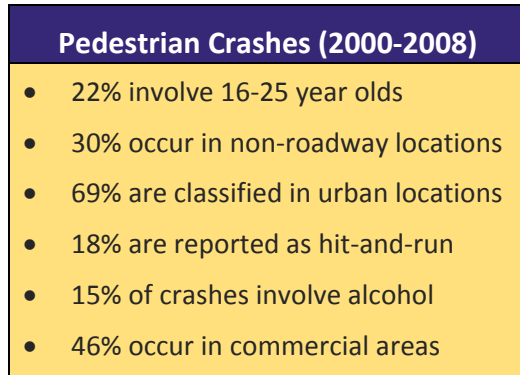 Pedestrian Crashes (2000-2008)
• 22% involve 16-25 year olds
• 30% occur in non-roadway locations
• 69% are classified in urban locations
• 18% are reported as hit-and-run
• 15% of crashes involve alcohol
• 46% occur in commercial areas